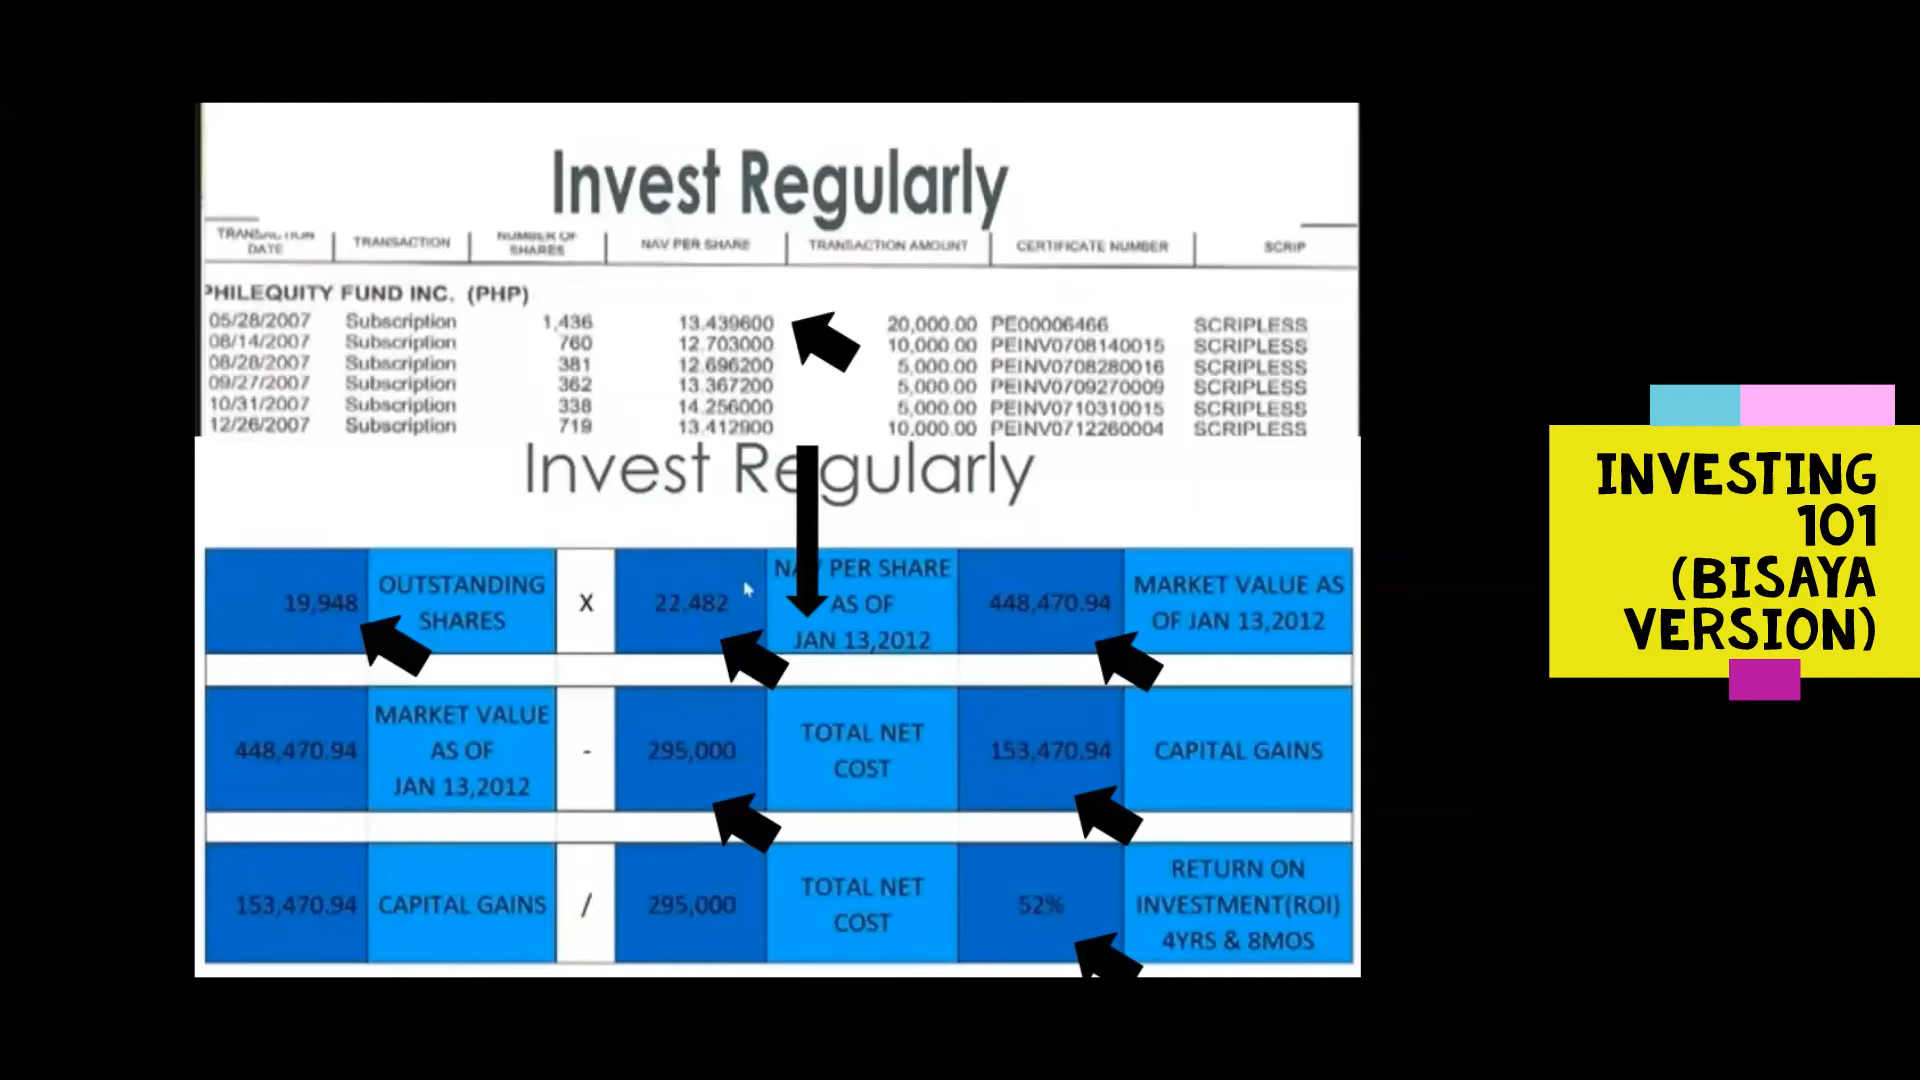 Invest Regularly
TRANSACTION DATE TRANSACTION NUMBER OF SHARES NAV PER SHARE TRANSACTION AMOUNT CERTIFICATE NUMBER SCRIP
PHILEQUITY FUND INC. (PHP)
05/28/2007 Subscription 1,436 13.439600 20,000.00 PE00006466 SCRIPLESS
08/14/2007 Subscription 760 12.703000 10,000.00 PEINV0708140015 SCRIPLESS
08/28/2007 Subscription 381 12.696200 5,000.00 PEINV0708280016 SCRIPLESS
09/27/2007 Subscription 362 13.367200 5,000.00 PEINV0709270009 SCRIPLESS
10/31/2007 Subscription 338 14.256000 5,000.00 PEINV0710310015 SCRIPLESS
12/26/2007 Subscription 719 13.412900 10,000.00 PEINV0712260004 SCRIPLESS
Invest Regularly
19,948
OUTSTANDING
SHARES
X
22.482
NAV PER SHARE
AS OF
JAN 13,2012
448,470.94
MARKET VALUE AS
OF JAN 13,2012
448,470.94
MARKET VALUE
AS OF
JAN 13,2012
-
295,000
TOTAL NET
COST
153,470.94
CAPITAL GAINS
153,470.94
CAPITAL GAINS
/
295,000
TOTAL NET
COST
52%
RETURN ON
INVESTMENT(ROI)
4YRS & 8MOS
INVESTING
101
(BISAYA
VERSION)